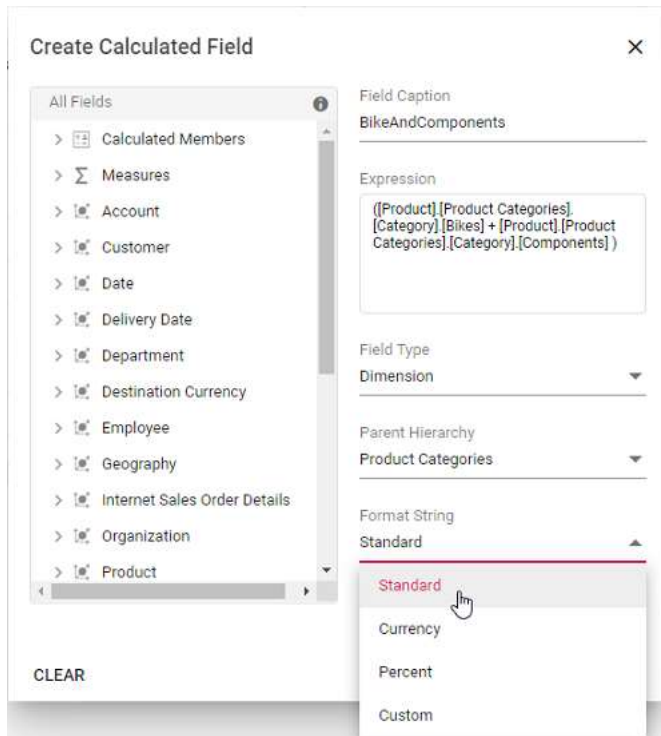 Create Calculated Field
All Fields
Calculated Members
Measures
Account
Customer
Date
Delivery Date
Department
Destination Currency
Employee
Geography
Internet Sales Order Details
Organization
Product
CLEAR
Field Caption
BikeAndComponents
Expression
([Product].[Product Categories].
[Category].[Bikes] + [Product].[Product
Categories].[Category].[Components] )
Field Type
Dimension
Parent Hierarchy
Product Categories
Format String
Standard
Standard
Currency
Percent
Custom